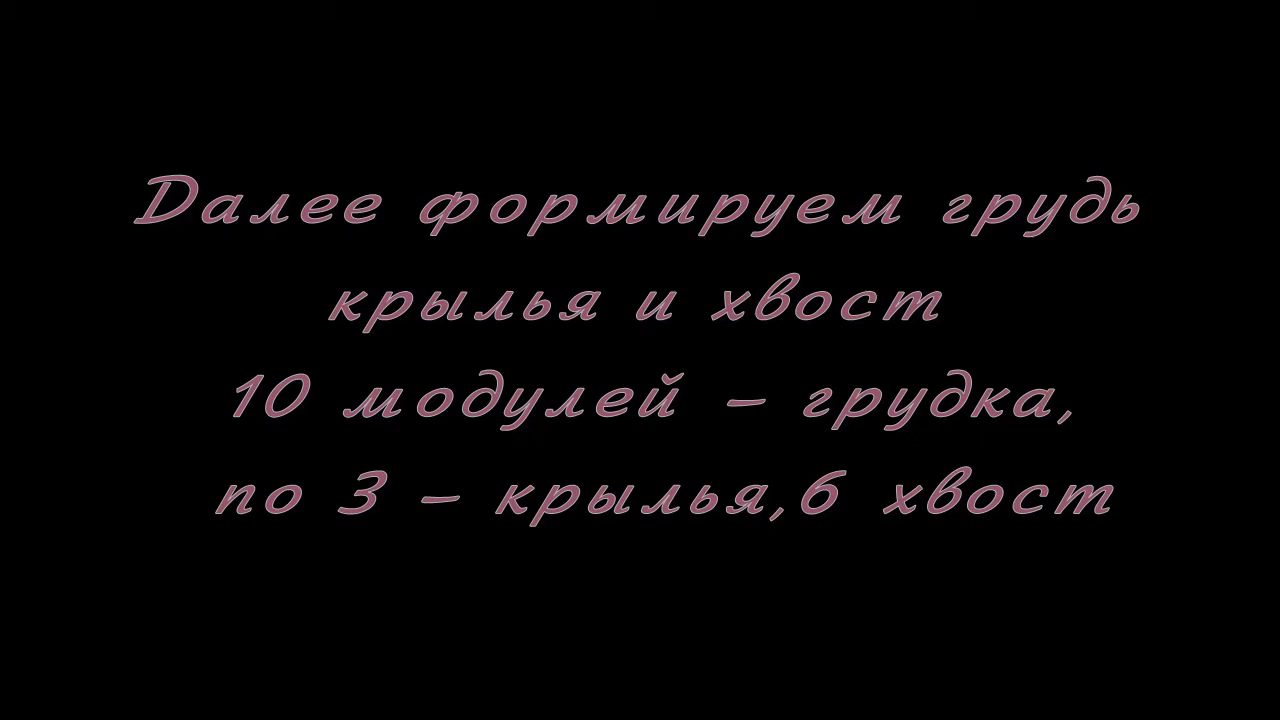 Далее формируем грудь
крылья и хвост
10 модулей - грудка,
по 3 - крылья,6 хвост